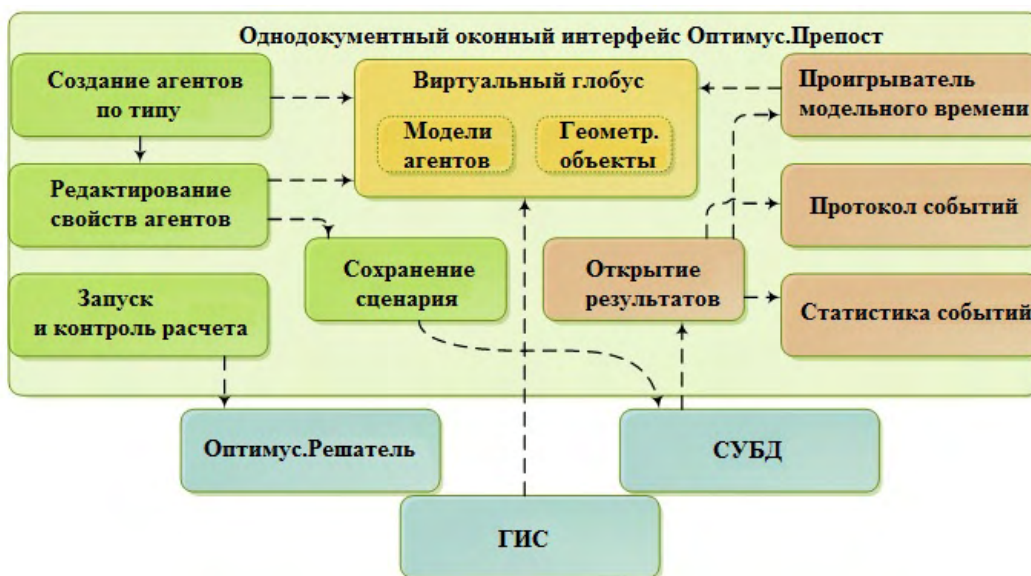 Однодокументный оконный интерфейс Оптимус.Препост
Создание агентов
по типу
Виртуальный глобус
Модели
агентов
Геометр.
объекты
Проигрыватель
модельного времени
Редактирование
свойств агентов
Протокол событий
Сохранение
сценария
Открытие
результатов
Запуск
и контроль расчета
Статистика событий
Оптимус.Решатель
СУБД
ГИС